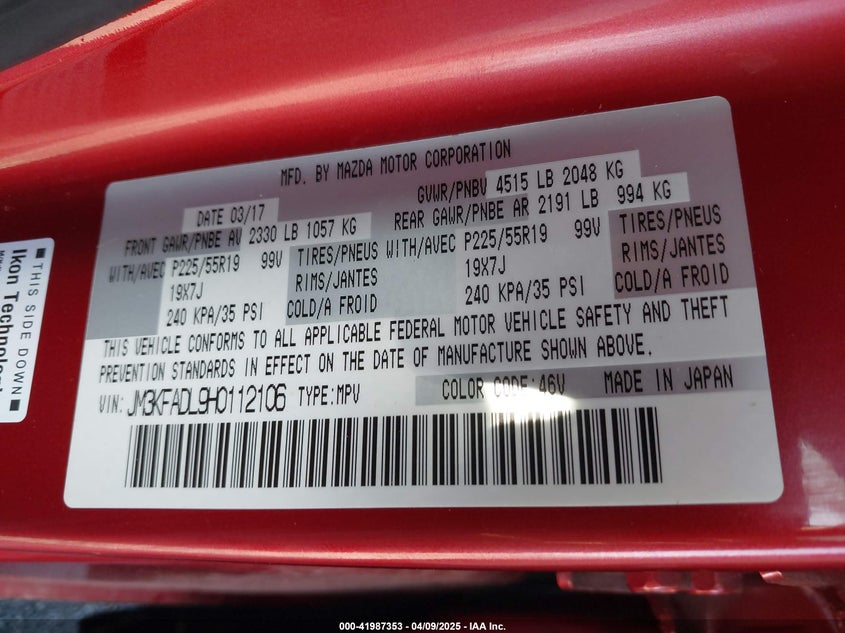 MFD. BY MAZDA MOTOR CORPORATION
DATE 03/17 GVWR/PNBV 4515 LB 2048 KG
FRONT GAWR/PNBE AV 2330 LB 1057 KG REAR GAWR/PNBE AR 2191 LB 994 KG
WITH/AVEC P225/55R19 99V TIRES/PNEUS WITH/AVEC P225/55R19 99V TIRES/PNEUS
19X7J RIMS/JANTES 19X7J RIMS/JANTES
240 KPA/35 PSI COLD/A FROID 240 KPA/35 PSI COLD/A FROID
THIS VEHICLE CONFORMS TO ALL APPLICABLE FEDERAL MOTOR VEHICLE SAFETY AND THEFT
PREVENTION STANDARDS IN EFFECT ON THE DATE OF MANUFACTURE SHOWN ABOVE.
VIN: JM3KFADL9H0112106 TYPE:MPV COLOR CODE:46V MADE IN JAPAN
■ THIS SIDE DOWN ■
Ikon
000-41987353 - 04/09/2025 - IAA Inc.